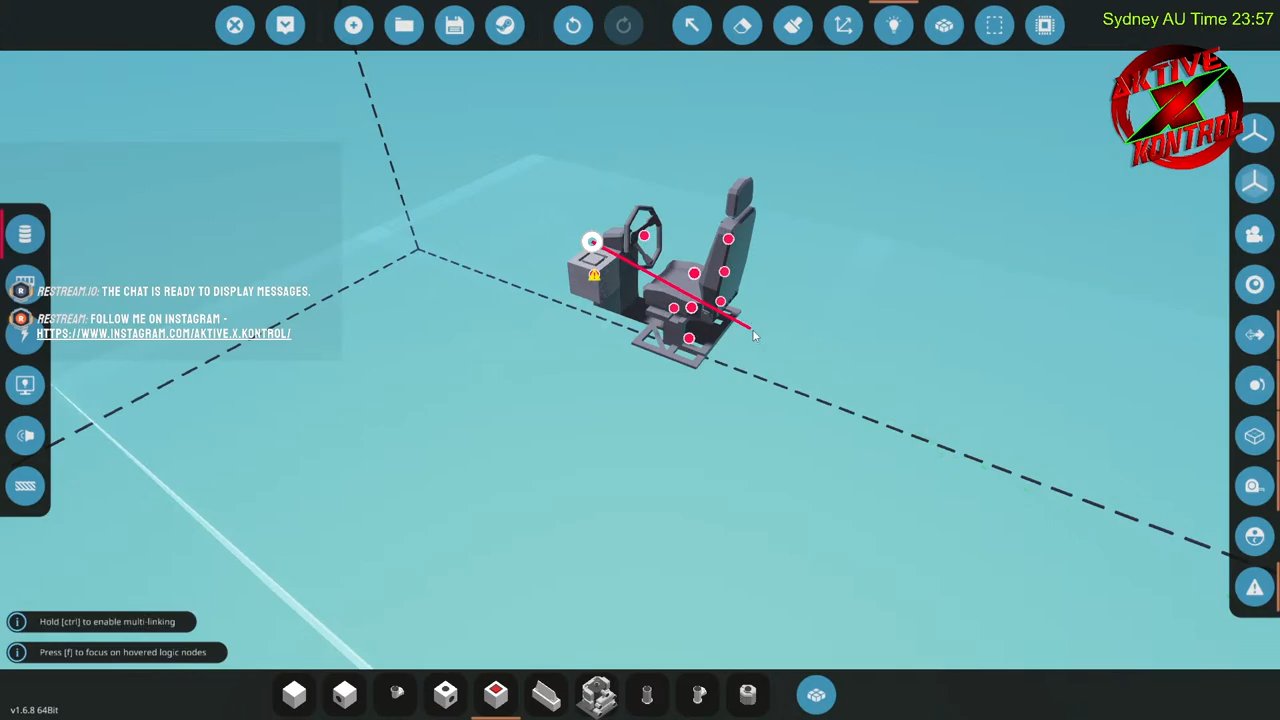 Sydney AU Time 23:57
AKTIVE
X
KONTROL
RESTREAM.IO: THE CHAT IS READY TO DISPLAY MESSAGES.
RESTREAM: FOLLOW ME ON INSTAGRAM -
HTTPS://WWW.INSTAGRAM.COM/AKTIVE.X.KONTROL/
Hold [ctrl] to enable multi-linking
Press [f] to focus on hovered logic nodes
v1.6.8 64Bit